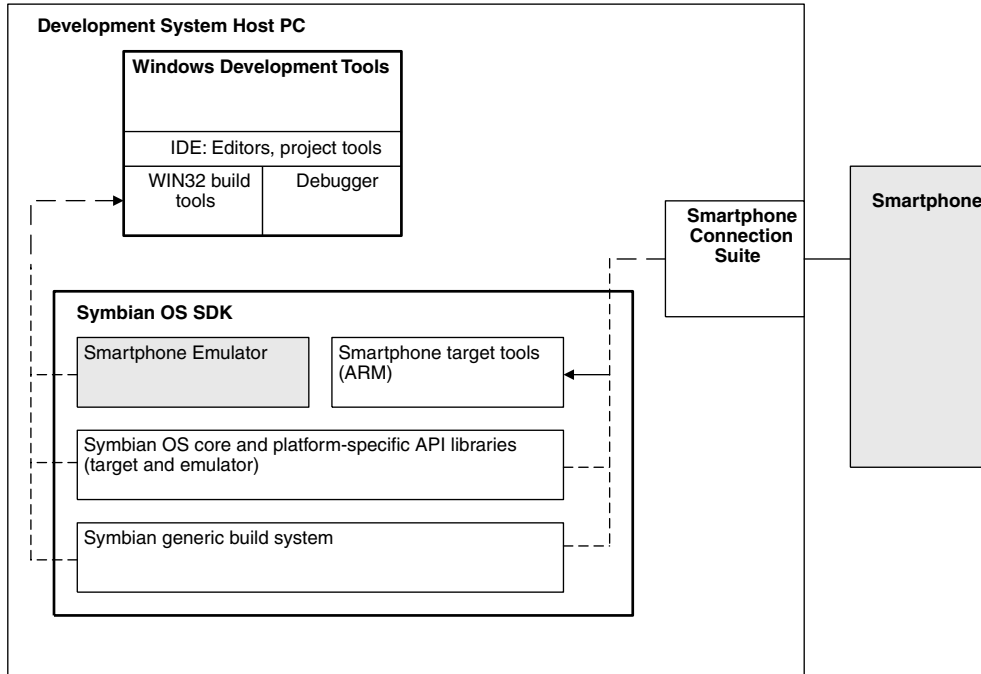 Development System Host PC
Windows Development Tools
IDE: Editors, project tools
WIN32 build
tools
Debugger
Smartphone
Connection
Suite
Smartphone
Symbian OS SDK
Smartphone Emulator
Smartphone target tools
(ARM)
Symbian OS core and platform-specific API libraries
(target and emulator)
Symbian generic build system